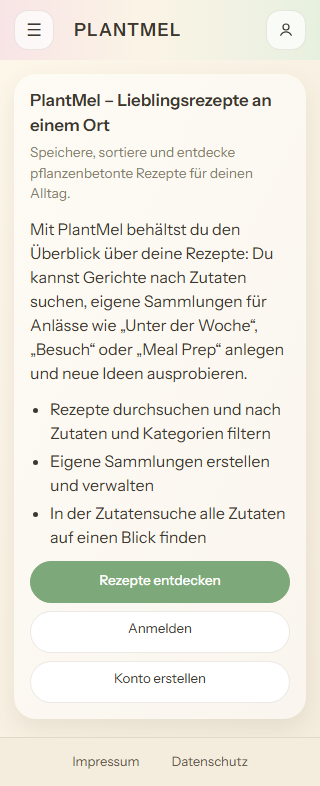 PLANTMEL
PlantMel – Lieblingsrezepte an
einem Ort
Speichere, sortiere und entdecke
pflanzenbetonte Rezepte für deinen
Alltag.
Mit PlantMel behältst du den
Überblick über deine Rezepte: Du
kannst Gerichte nach Zutaten
suchen, eigene Sammlungen für
Anlässe wie „Unter der Woche“,
„Besuch“ oder „Meal Prep“ anlegen
und neue Ideen ausprobieren.
• Rezepte durchsuchen und nach
Zutaten und Kategorien filtern
• Eigene Sammlungen erstellen
und verwalten
• In der Zutatensuche alle Zutaten
auf einen Blick finden
Rezepte entdecken
Anmelden
Konto erstellen
Impressum Datenschutz